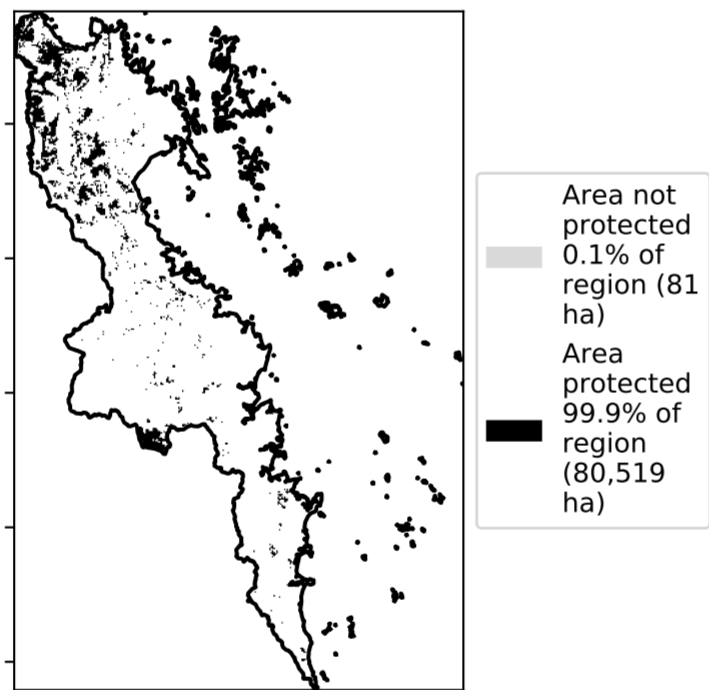 Area not
protected
0.1% of
region (81
ha)
Area
protected
99.9% of
region
(80,519
ha)